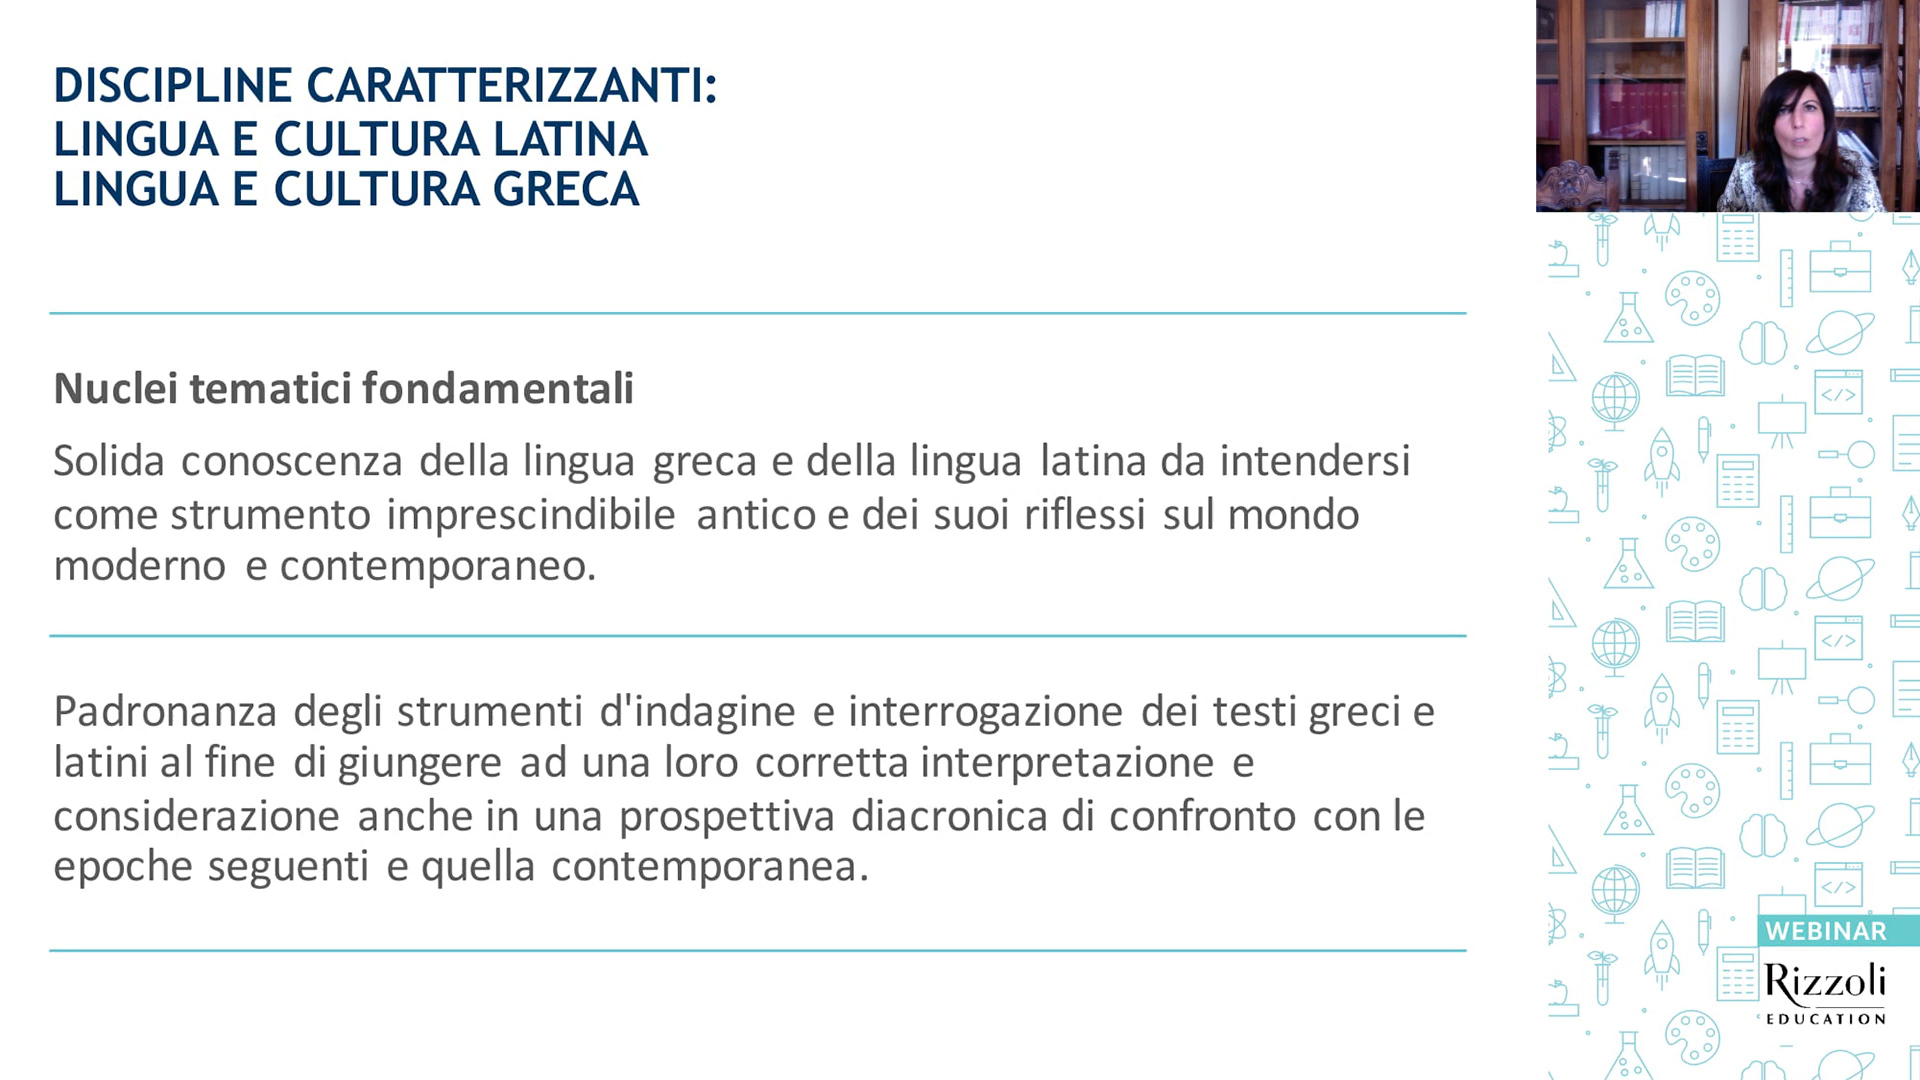 DISCIPLINE CARATTERIZZANTI:
LINGUA E CULTURA LATINA
LINGUA E CULTURA GRECA
Nuclei tematici fondamentali
Solida conoscenza della lingua greca e della lingua latina da intendersi
come strumento imprescindibile antico e dei suoi riflessi sul mondo
moderno e contemporaneo.
Padronanza degli strumenti d'indagine e interrogazione dei testi greci e
latini al fine di giungere ad una loro corretta interpretazione e
considerazione anche in una prospettiva diacronica di confronto con le
epoche seguenti e quella contemporanea.
WEBINAR
Rizzoli
EDUCATION